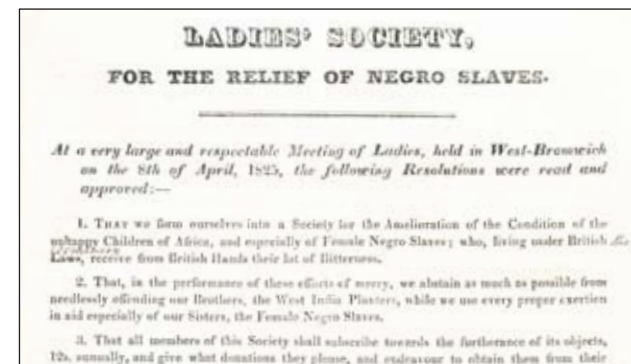 LADIES' SOCIETY,
FOR THE RELIEF OF NEGRO SLAVES.
At a very large and respectable Meeting of Ladies, held in West-Bromwich
on the 8th of April, 1825, the following Resolutions were read and
approved:—
1. THAT we form ourselves into a Society for the Amelioration of the Condition of the
unhappy Children of Africa, and especially of Female Negro Slaves; who, living under British
Laws, receive from British Hands their lot of Bitterness.
2. That, in the performance of these efforts of mercy, we abstain as much as possible from
needlessly offending our Brothers, the West India Planters, while we use every proper exertion
in aid especially of our Sisters, the Female Negro Slaves.
3. That all members of this Society shall subscribe towards the furtherance of its objects,
12s. annually, and give what donations they please, and endeavour to obtain them from their